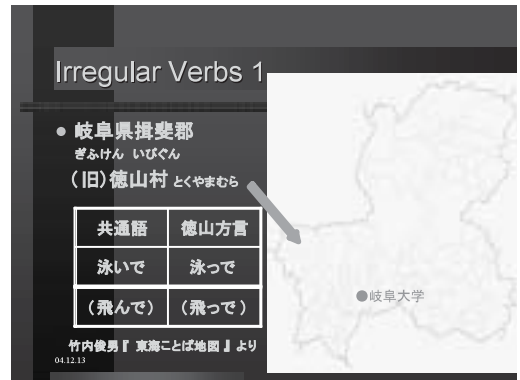 Irregular Verbs 1
● 岐阜県揖斐郡
ぎふけん いびぐん
(旧)徳山村 とくやまむら
共通語 徳山方言
泳いで 泳っで
(飛んで) (飛っで)
●岐阜大学
竹内俊男『 東海ことば地図 』より
04.12.13